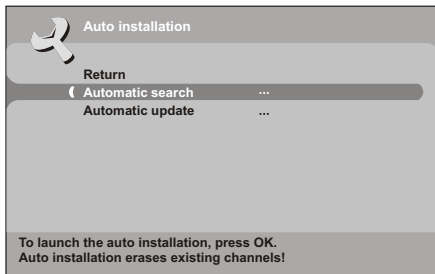 Auto installation
Return
Automatic search ...
Automatic update ...
To launch the auto installation, press OK.
Auto installation erases existing channels!